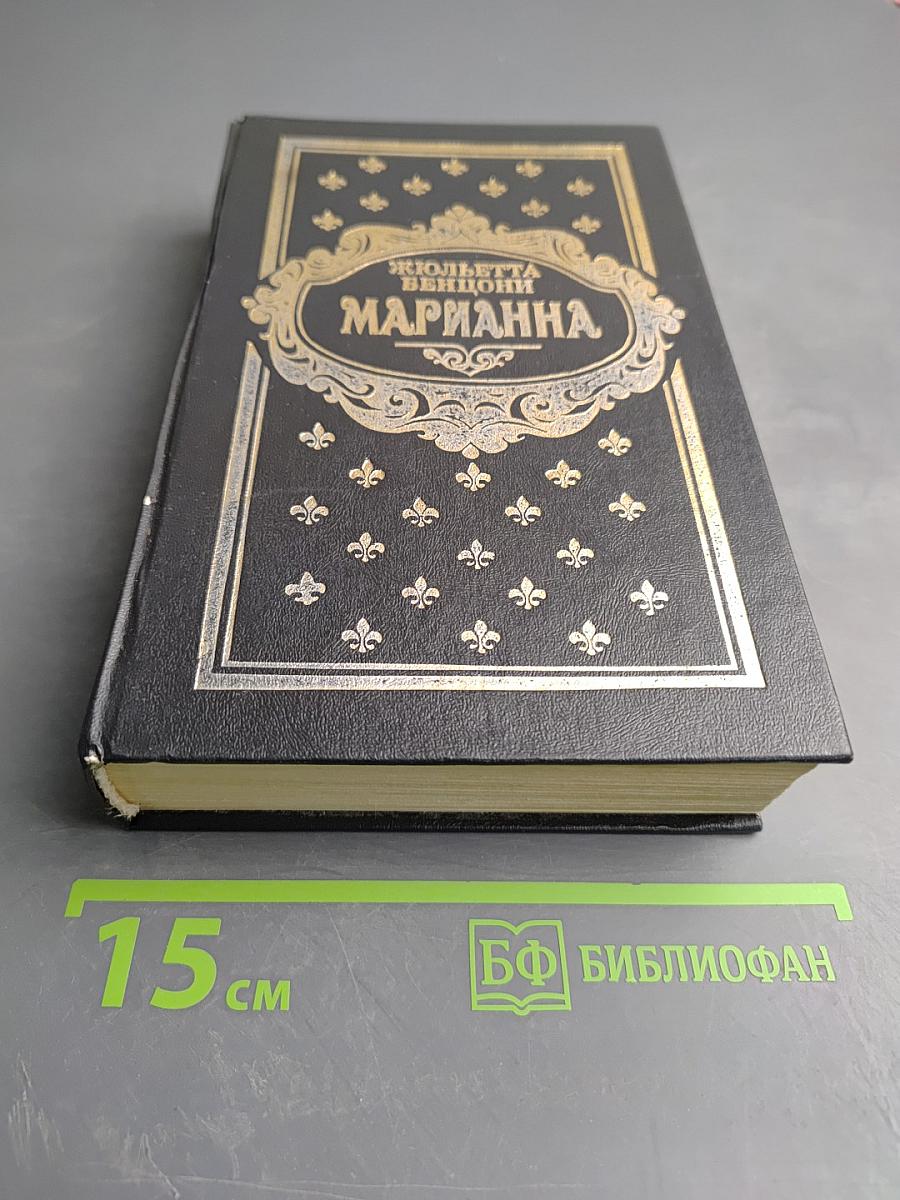 ЖЮЛЬЕТТА
БЕНЦОНИ
МАРИАННА
15 см
БФ БИБЛИОФАН